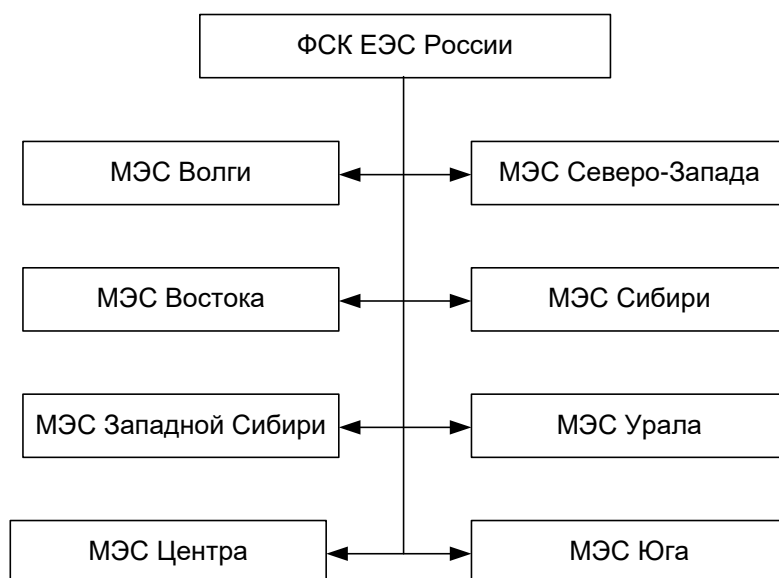 ФСК ЕЭС России
МЭС Волги
МЭС Северо-Запада
МЭС Востока
МЭС Сибири
МЭС Западной Сибири
МЭС Урала
МЭС Центра
МЭС Юга